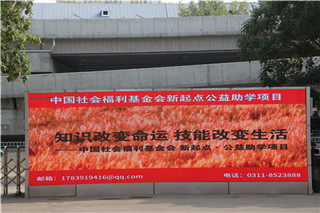 中国社会福利基金会新起点公益助学项目
知识改变命运 技能改变生活
——中国社会福利基金会 新起点·公益助学项目
邮箱：1783919416@qq.com 电话：0311-8523888